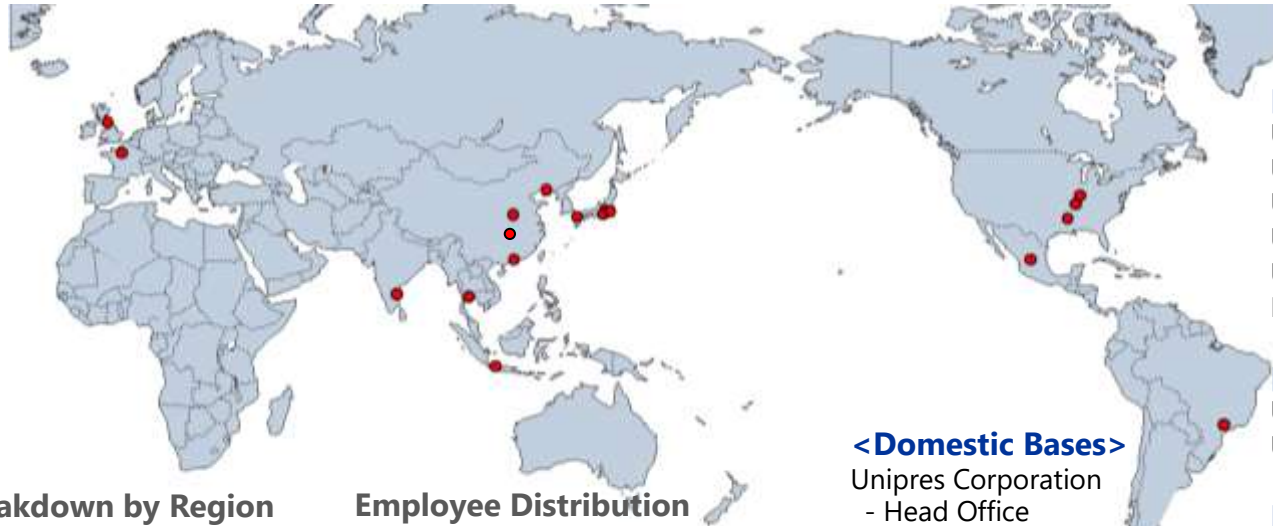 <Domestic Bases>
Unipres Corporation
- Head Office
akdown by Region
Employee Distribution